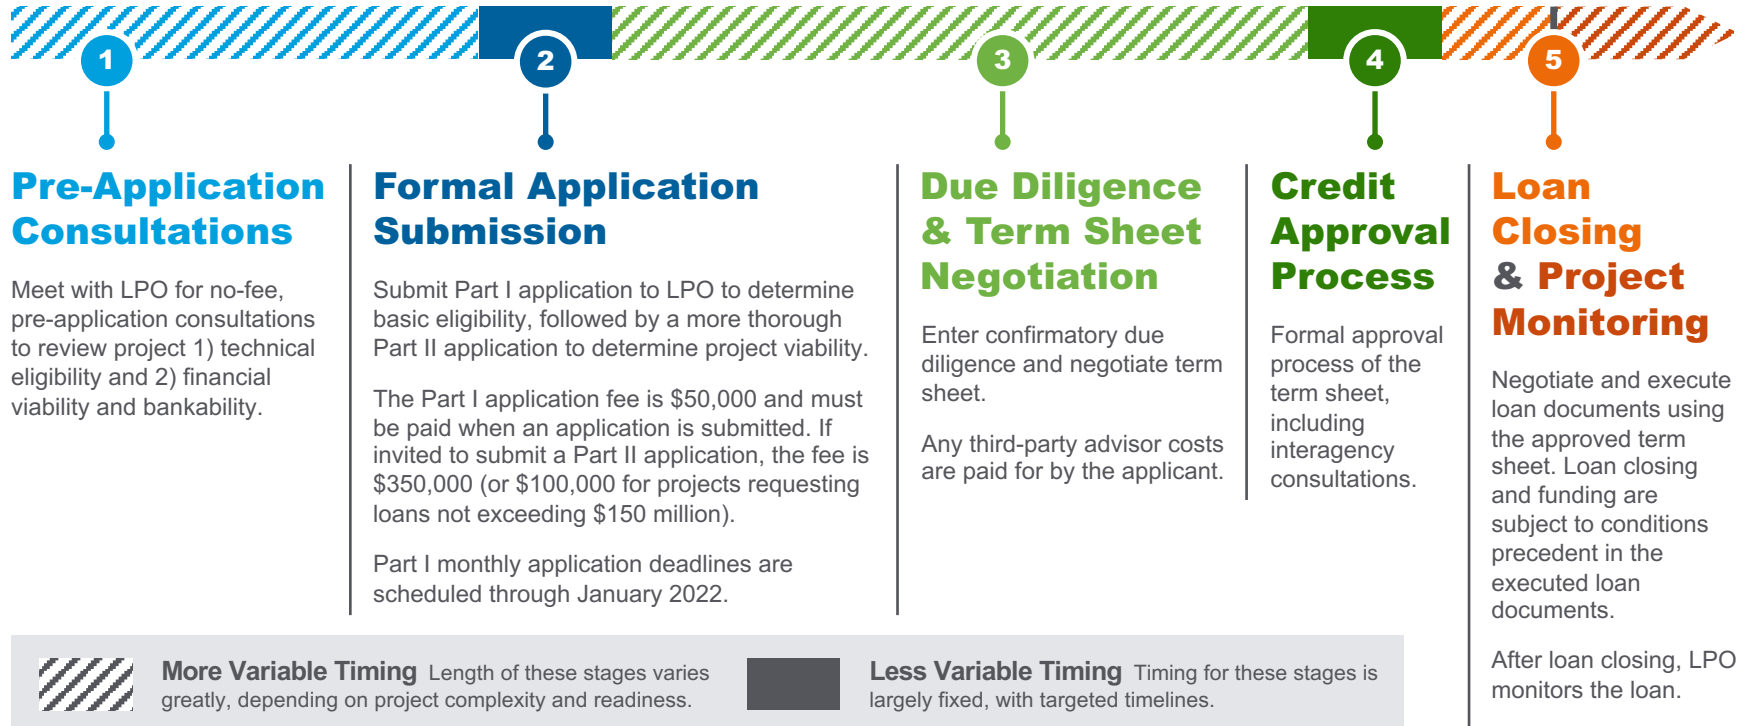 1
2
3
4
5
Pre-Application
Consultations
Meet with LPO for no-fee,
pre-application consultations
to review project 1) technical
eligibility and 2) financial
viability and bankability.
Formal Application
Submission
Submit Part I application to LPO to determine
basic eligibility, followed by a more thorough
Part II application to determine project viability.
The Part I application fee is $50,000 and must
be paid when an application is submitted. If
invited to submit a Part II application, the fee is
$350,000 (or $100,000 for projects requesting
loans not exceeding $150 million).
Part I monthly application deadlines are
scheduled through January 2022.
Due Diligence
& Term Sheet
Negotiation
Enter confirmatory due
diligence and negotiate term
sheet.
Any third-party advisor costs
are paid for by the applicant.
Credit
Approval
Process
Formal approval
process of the
term sheet,
including
interagency
consultations.
Loan
Closing
& Project
Monitoring
Negotiate and execute
loan documents using
the approved term
sheet. Loan closing
and funding are
subject to conditions
precedent in the
executed loan
documents.
After loan closing, LPO
monitors the loan.
More Variable Timing Length of these stages varies
greatly, depending on project complexity and readiness.
Less Variable Timing Timing for these stages is
largely fixed, with targeted timelines.